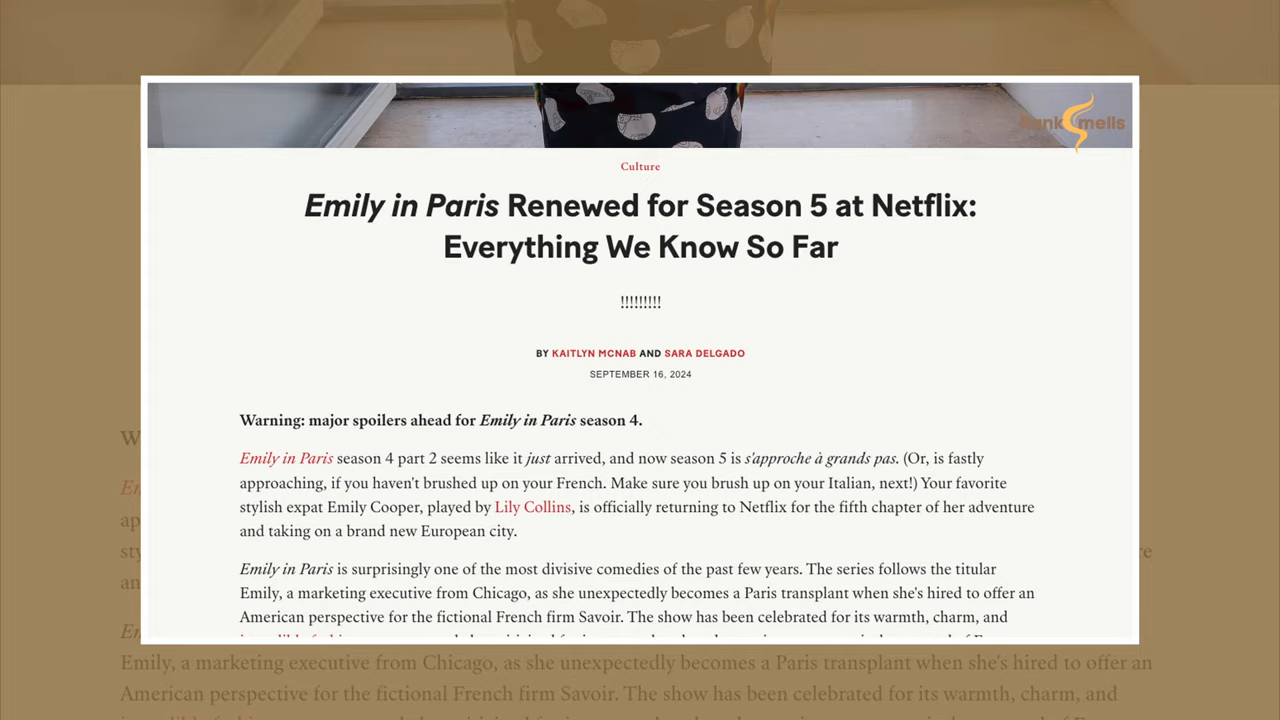 mells
Culture
Emily in Paris Renewed for Season 5 at Netflix:
Everything We Know So Far
!!!!!!!!!
BY KAITLYN MCNAB AND SARA DELGADO
SEPTEMBER 16, 2024
Warning: major spoilers ahead for Emily in Paris season 4.
Emily in Paris season 4 part 2 seems like it just arrived, and now season 5 is s'approche à grands pas. (Or, is fastly
approaching, if you haven't brushed up on your French. Make sure you brush up on your Italian, next!) Your favorite
stylish expat Emily Cooper, played by Lily Collins, is officially returning to Netflix for the fifth chapter of her adventure
and taking on a brand new European city.
Emily in Paris is surprisingly one of the most divisive comedies of the past few years. The series follows the titular
Emily, a marketing executive from Chicago, as she unexpectedly becomes a Paris transplant when she's hired to offer an
American perspective for the fictional French firm Savoir. The show has been celebrated for its warmth, charm, and
Emily, a marketing executive from Chicago, as she unexpectedly becomes a Paris transplant when she's hired to offer an
American perspective for the fictional French firm Savoir. The show has been celebrated for its warmth, charm, and